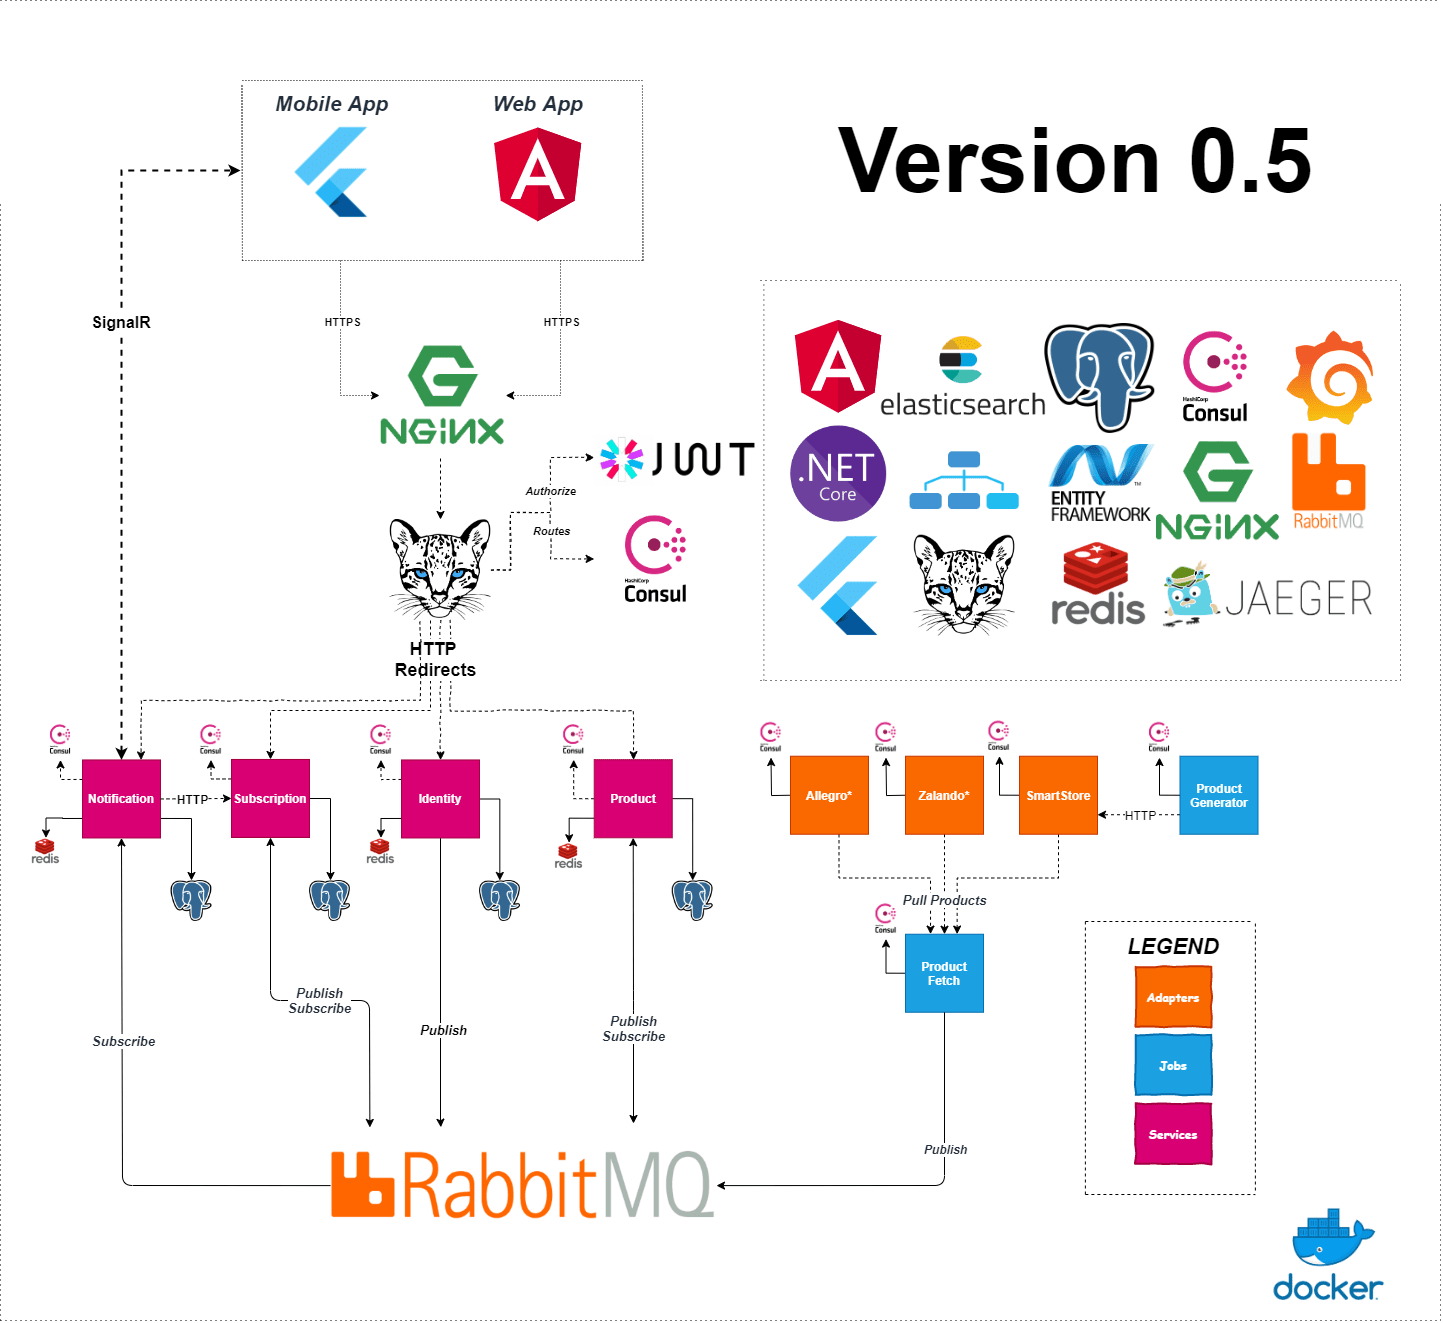 Mobile App
Web App
Version 0.5
SignalR
HTTPS
HTTPS
NGINX
JWT
Authorize
Routes
HashiCorp
Consul
HTTP
Redirects
elasticsearch
HashiCorp
Consul
.NET
Core
ENTITY
FRAMEWORK
TM
NGINX
RabbitMQ
redis
JAEGER
Consul
Consul
Consul
Consul
Consul
Consul
Consul
Consul
Notification
HTTP
Subscription
Identity
Product
Allegro*
Zalando*
SmartStore
HTTP
Product
Generator
redis
redis
redis
Pull Products
Consul
Product
Fetch
LEGEND
Adapters
Jobs
Services
Publish
Subscribe
Subscribe
Publish
Publish
Subscribe
Publish
RabbitMQ
docker